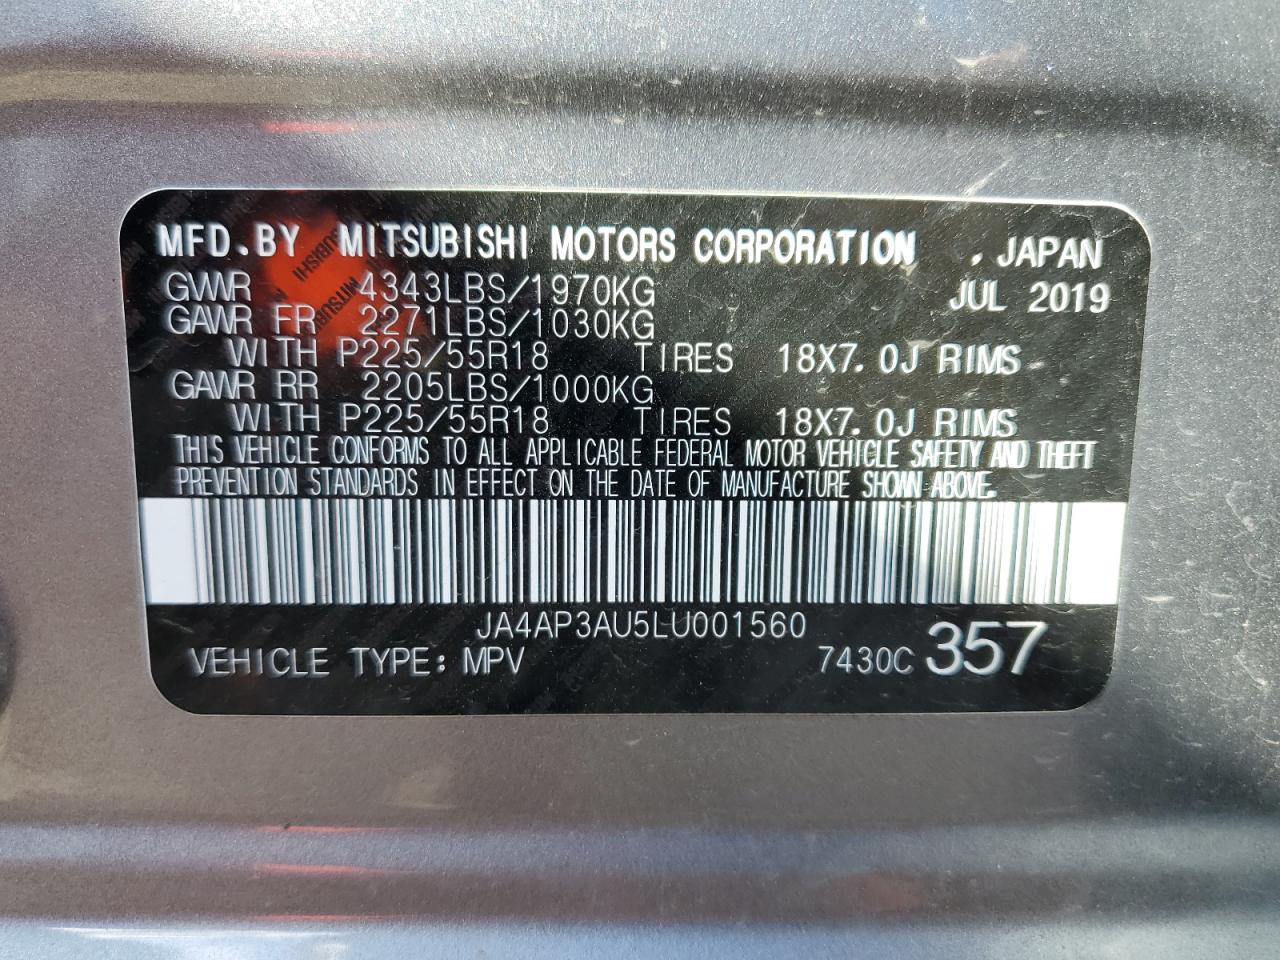 MFD.BY MITSUBISHI MOTORS CORPORATION , JAPAN
GVWR 4343LBS/1970KG JUL 2019
GAWR FR 2271LBS/1030KG
WITH P225/55R18 TIRES 18X7.0J RIMS
GAWR RR 2205LBS/1000KG
WITH P225/55R18 TIRES 18X7.0J RIMS
THIS VEHICLE CONFORMS TO ALL APPLICABLE FEDERAL MOTOR VEHICLE SAFETY AND THEFT
PREVENTION STANDARDS IN EFFECT ON THE DATE OF MANUFACTURE SHOWN ABOVE.
JA4AP3AU5LU001560
VEHICLE TYPE: MPV 7430C 357